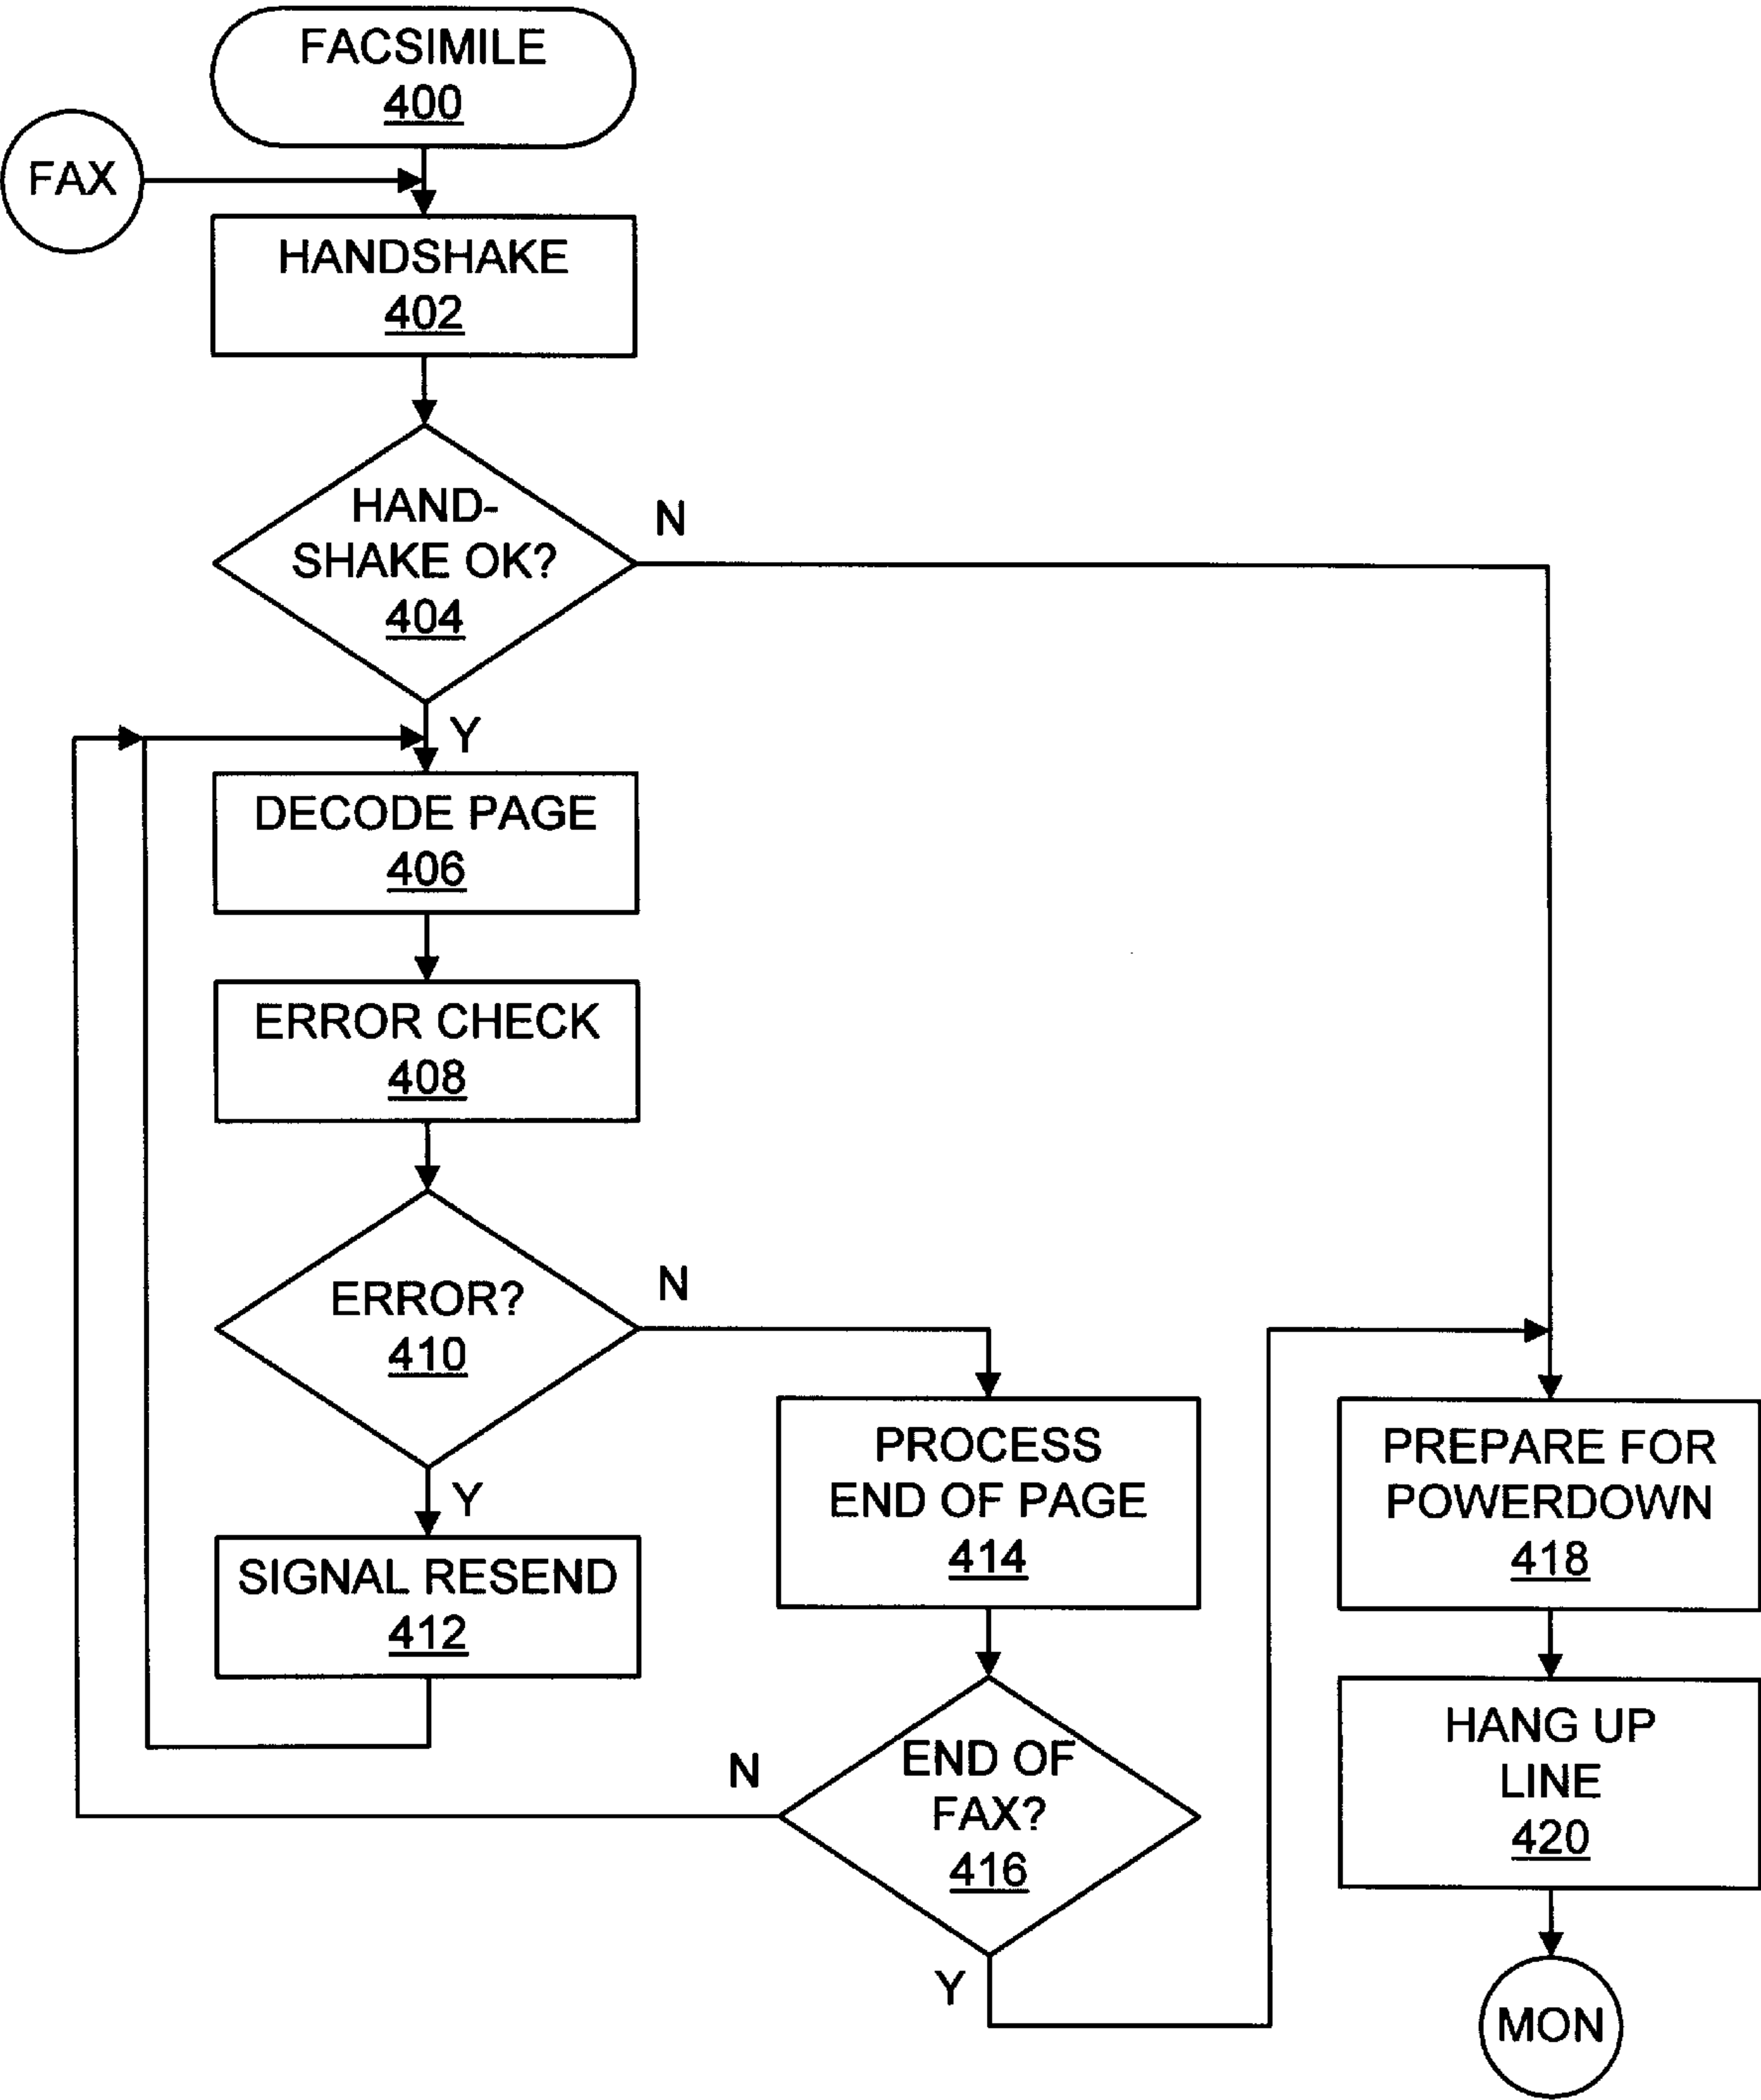 FACSIMILE
400
FAX
HANDSHAKE
402
HAND-
SHAKE OK?
404
N
Y
DECODE PAGE
406
ERROR CHECK
408
ERROR?
410
N
Y
SIGNAL RESEND
412
PROCESS
END OF PAGE
414
END OF
FAX?
416
N
Y
PREPARE FOR
POWERDOWN
418
HANG UP
LINE
420
MON